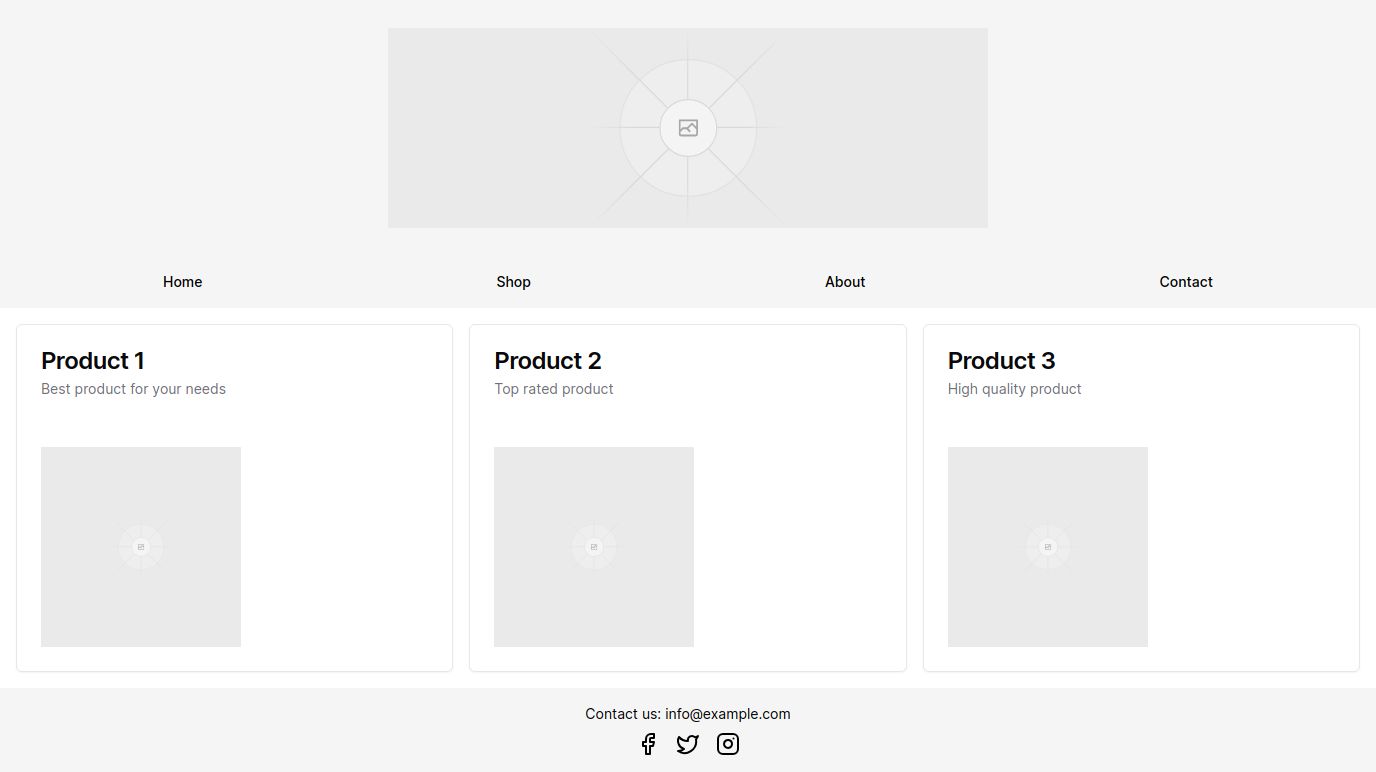 Home
Shop
About
Contact
Product 1
Best product for your needs
Product 2
Top rated product
Product 3
High quality product
Contact us: info@example.com